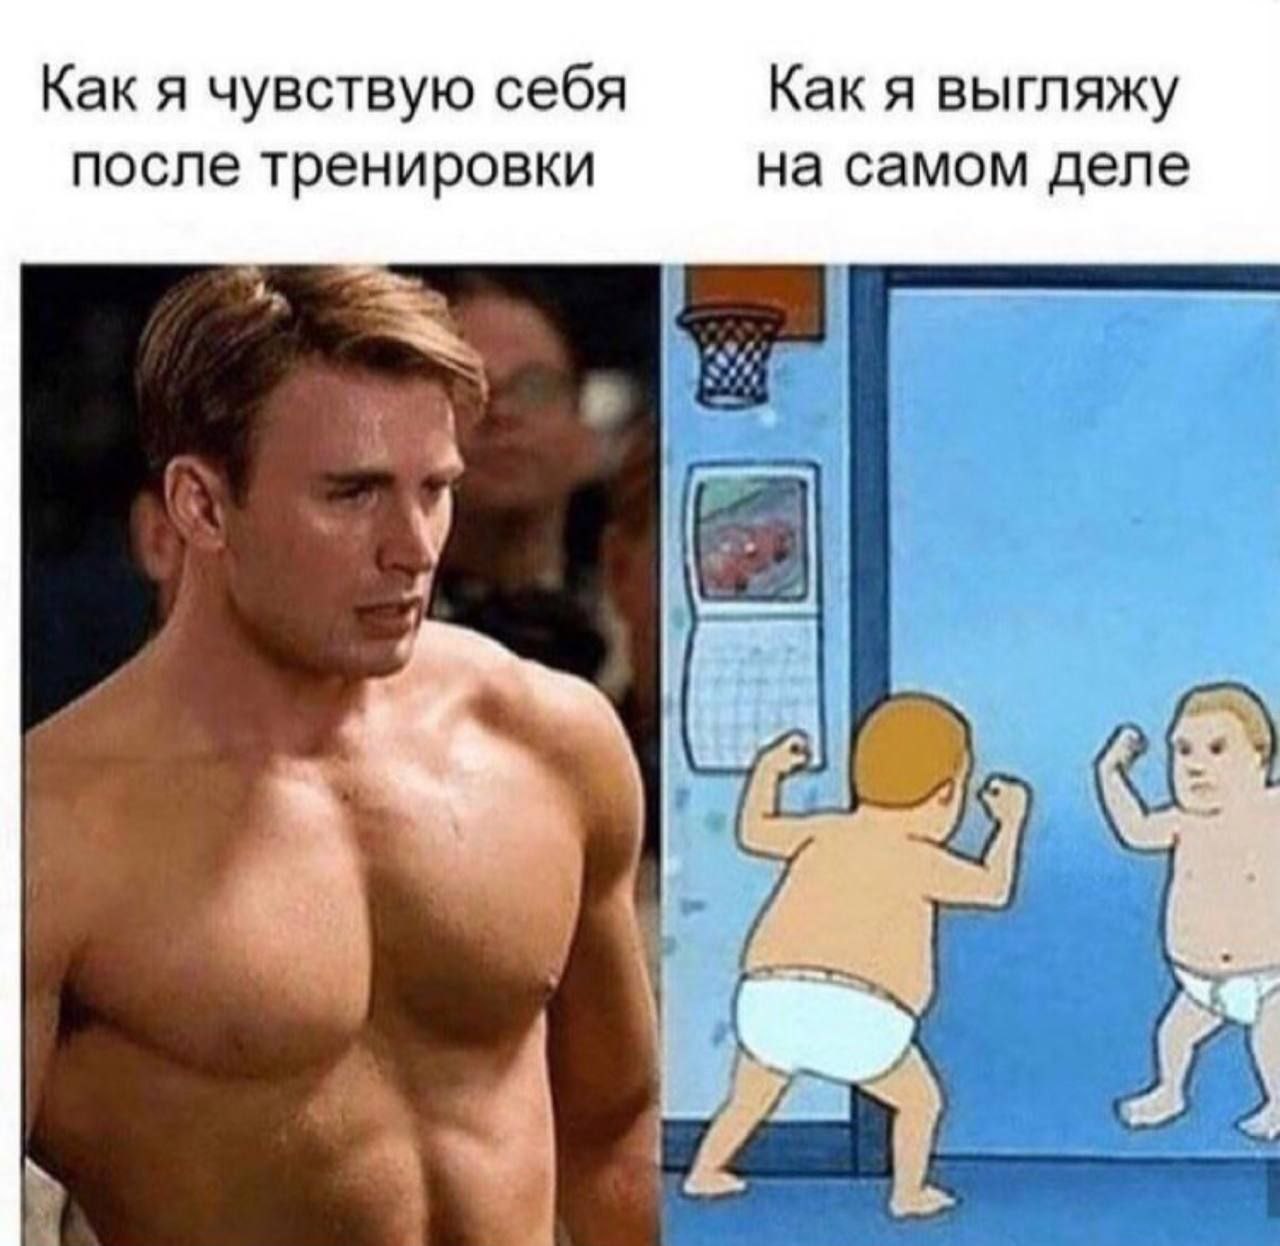 Как я чувствую себя
после тренировки
Как я выгляжу
на самом деле